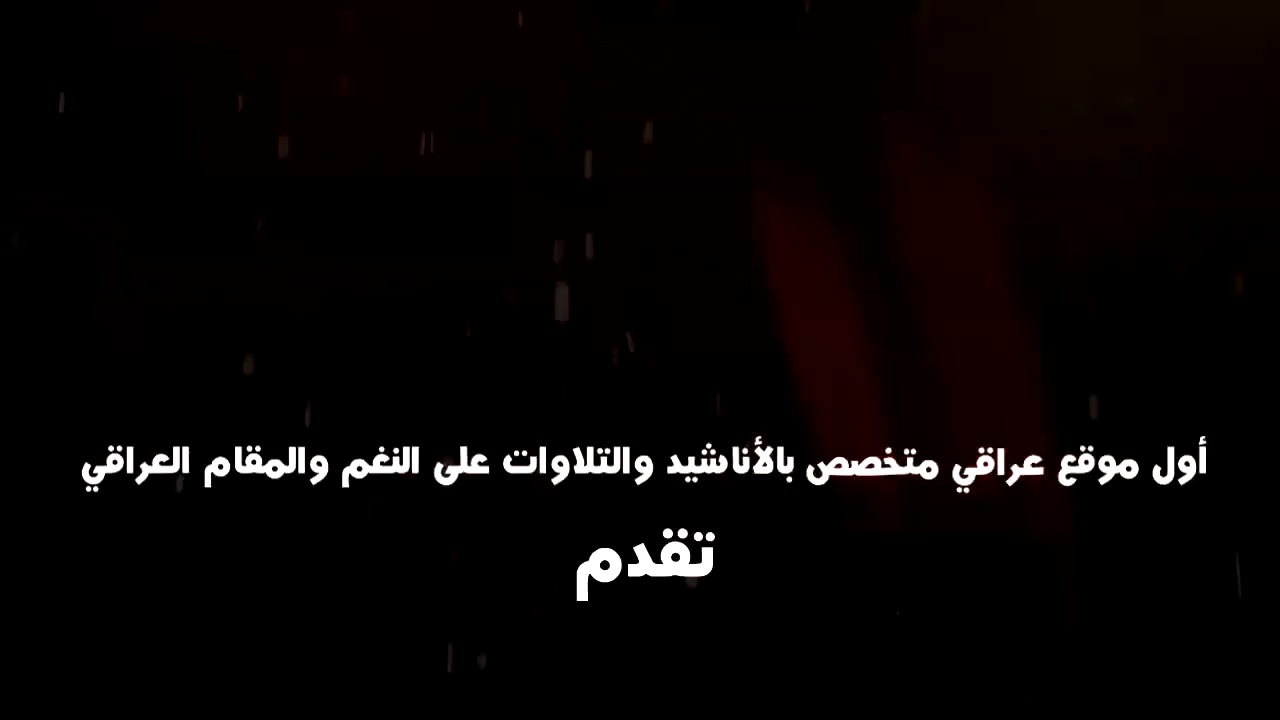 أول موقع عراقي متخصص بالأناشيد والتلاوات على النغم والمقام العراقي
تقدم